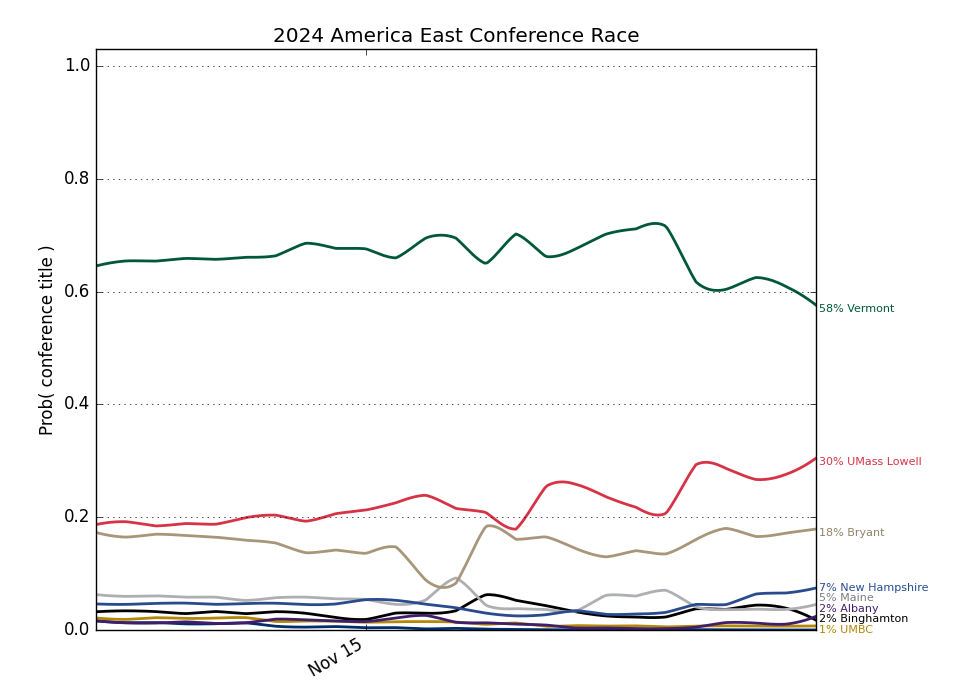 2024 America East Conference Race
1.0
0.8
0.6
0.4
0.2
0.0
Prob( conference title )
Nov 15
58% Vermont
30% UMass Lowell
18% Bryant
7% New Hampshire
5% Maine
2% Albany
2% Binghamton
1% UMBC